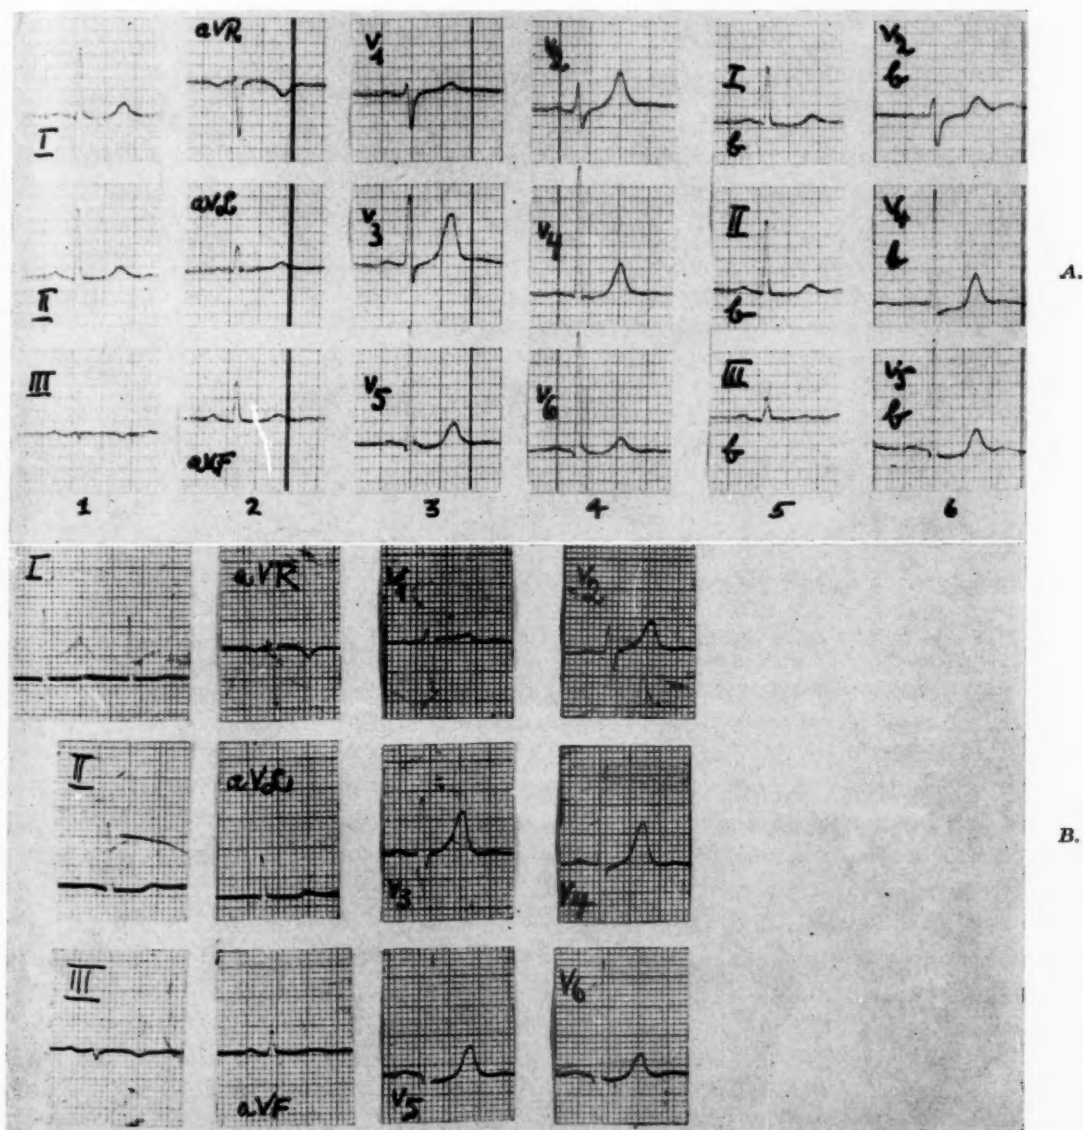 I aVR V1 V2 I b V2 b
II aVL V3 V4 II b V4 b
III aVF V5 V6 III b V5 b
1 2 3 4 5 6
A.
I aVR V1 V2
II aVL V3 V4
III aVF V5 V6
B.